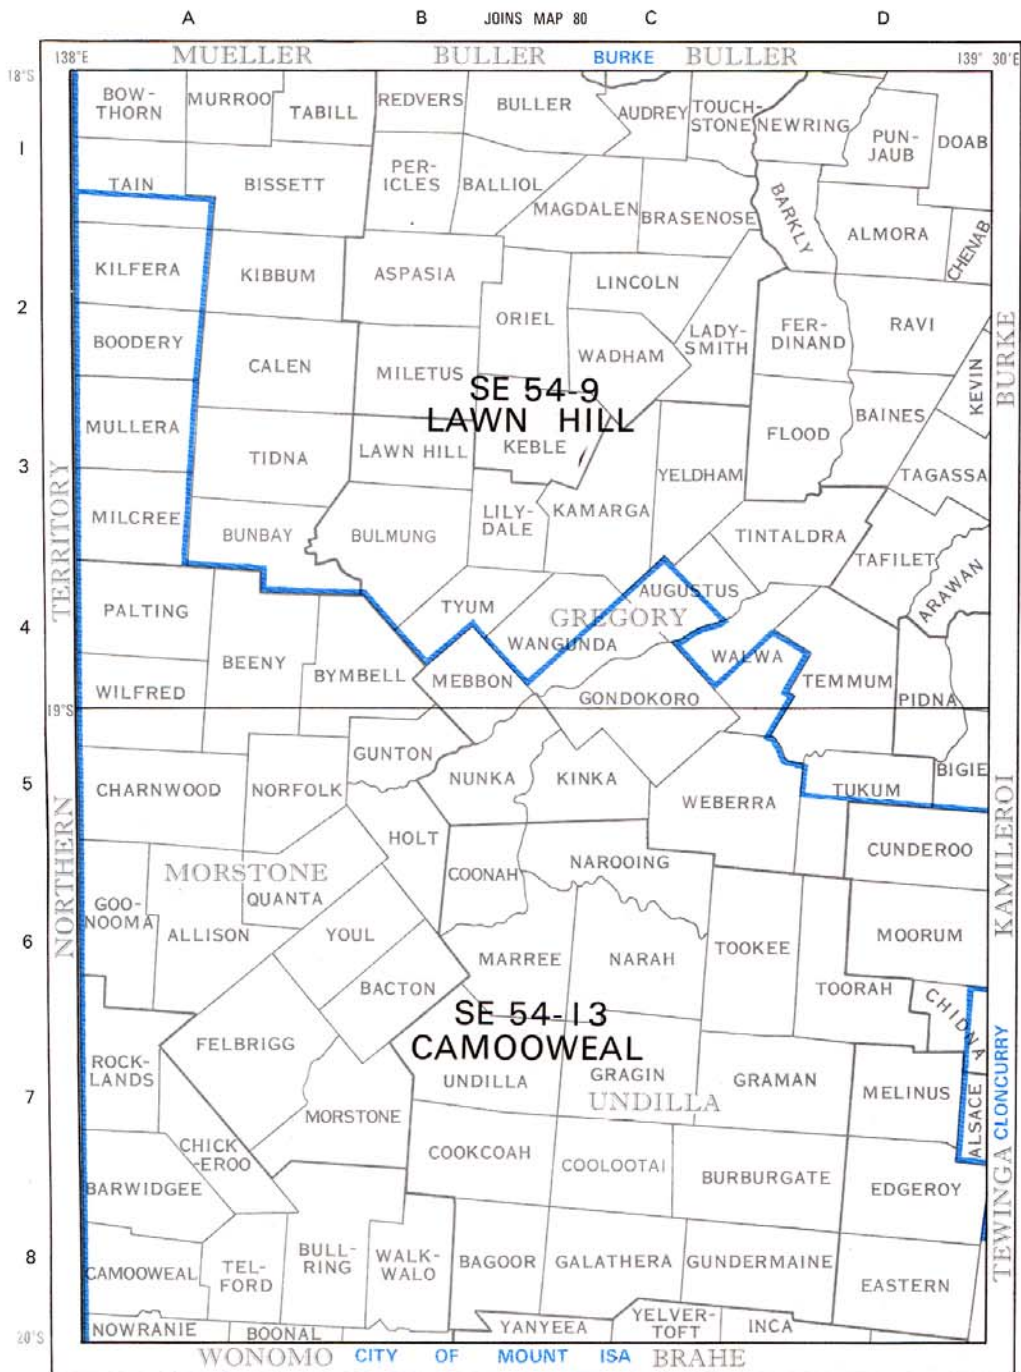 A B JOINS MAP 80 C D
138°E MUELLER BULLER BURKE BULLER 139° 30'E
18°S
BOW-
THORN
MURROO
TABILL
REDVERS
BULLER
AUDREY
TOUCH-
STONE
NEWRING
PUN-
JAUB
DOAB
1
TAIN
BISSETT
PER-
ICLES
BALLIOL
MAGDALEN
BRASENOSE
BARKLY
ALMORA
CHENAB
KILFERA
KIBBUM
ASPASIA
LINCOLN
2
ORIEL
LADY-
SMITH
FER-
DINAND
RAVI
BOODERY
CALEN
MILETUS
WADHAM
KEVIN
BURKE
SE 54-9
LAWN HILL
MULLERA
TIDNA
LAWN HILL
KEBLE
FLOOD
BAINES
3
YELDHAM
TAGASSA
TERRITORY
MILCREE
BUNBAY
BULMUNG
LILY-
DALE
KAMARGA
TINTALDRA
TAFILET
ARAWAN
4
PALTING
TYUM
AUGUSTUS
GREGORY
WANGUNDA
WALWA
BEENY
BYMBELL
MEBBON
GONDOKORO
TEMMUM
PIDNA
WILFRED
19°S
GUNTON
5
CHARNWOOD
NORFOLK
NUNKA
KINKA
WEBERRA
TUKUM
BIGIE
KAMILEROI
NORTHERN
HOLT
CUNDEROO
MORSTONE
QUANTA
COONAH
NAROOING
GOO-
NOOMA
6
ALLISON
YOUL
MARREE
NARAH
TOOKEE
MOORUM
BACTON
TOORAH
CHIDNA
SE 54-13
CAMOOWEAL
ROCK-
LANDS
FELBRIGG
UNDILLA
GRAGIN
GRAMAN
MELINUS
ALSACE
CLONCURRY
7
MORSTONE
UNDILLA
CHICK
-EROO
COOKCOAH
COOLOOTAI
BURBURGATE
EDGEROY
BARWIDGEE
TEWINGA
8
CAMOOWEAL
TEL-
FORD
BULL-
RING
WALK-
WALO
BAGOOR
GALATHERA
GUNDERMAINE
EASTERN
20°S
NOWRANIE
BOONAL
YANYEEA
YELVER-
TOFT
INCA
WONOMO CITY OF MOUNT ISA BRAHE